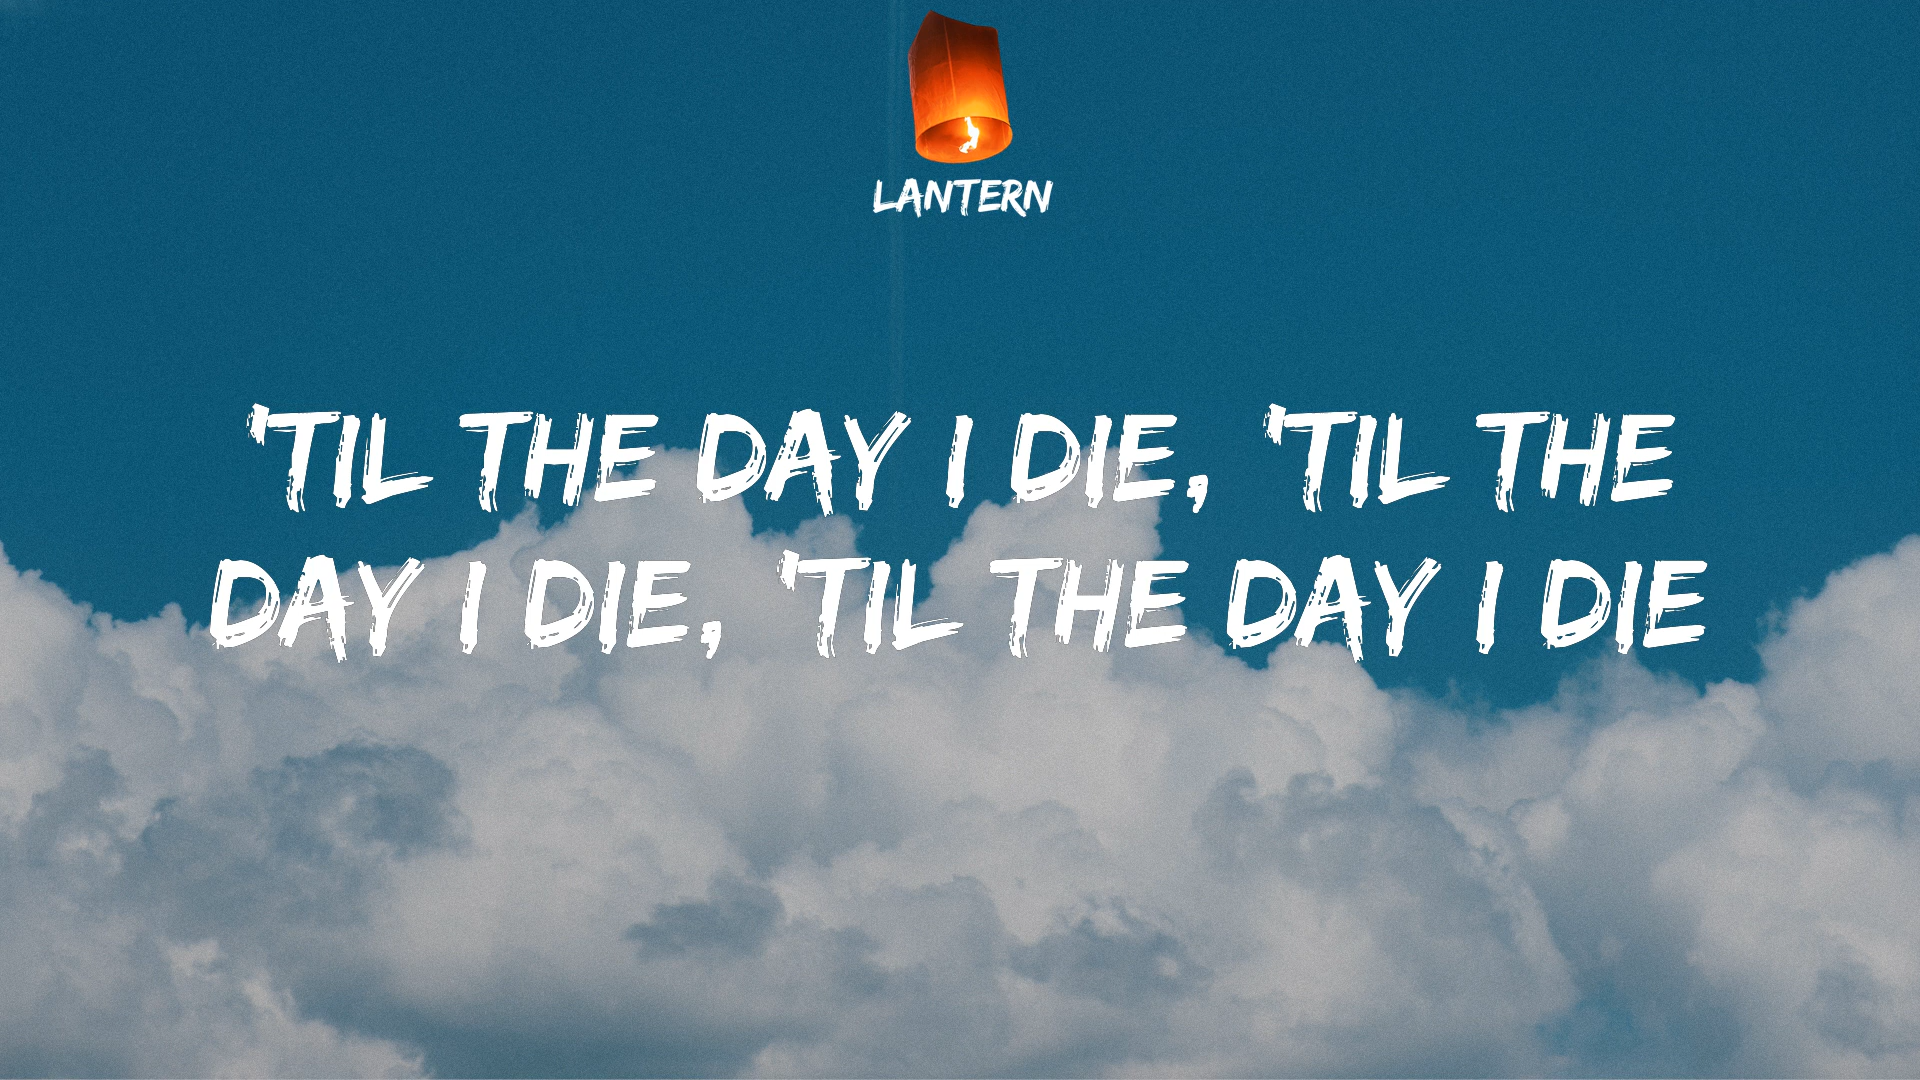 LANTERN
'TIL THE DAY I DIE, 'TIL THE
DAY I DIE, 'TIL THE DAY I DIE